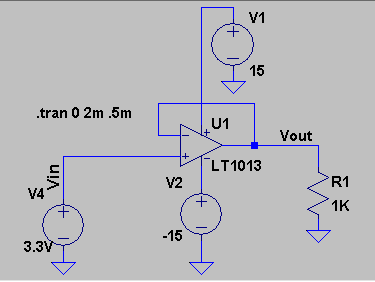 V1
15
.tran 0 2m .5m
U1
Vout
LT1013
Vin
V4
V2
R1
1K
3.3V
-15